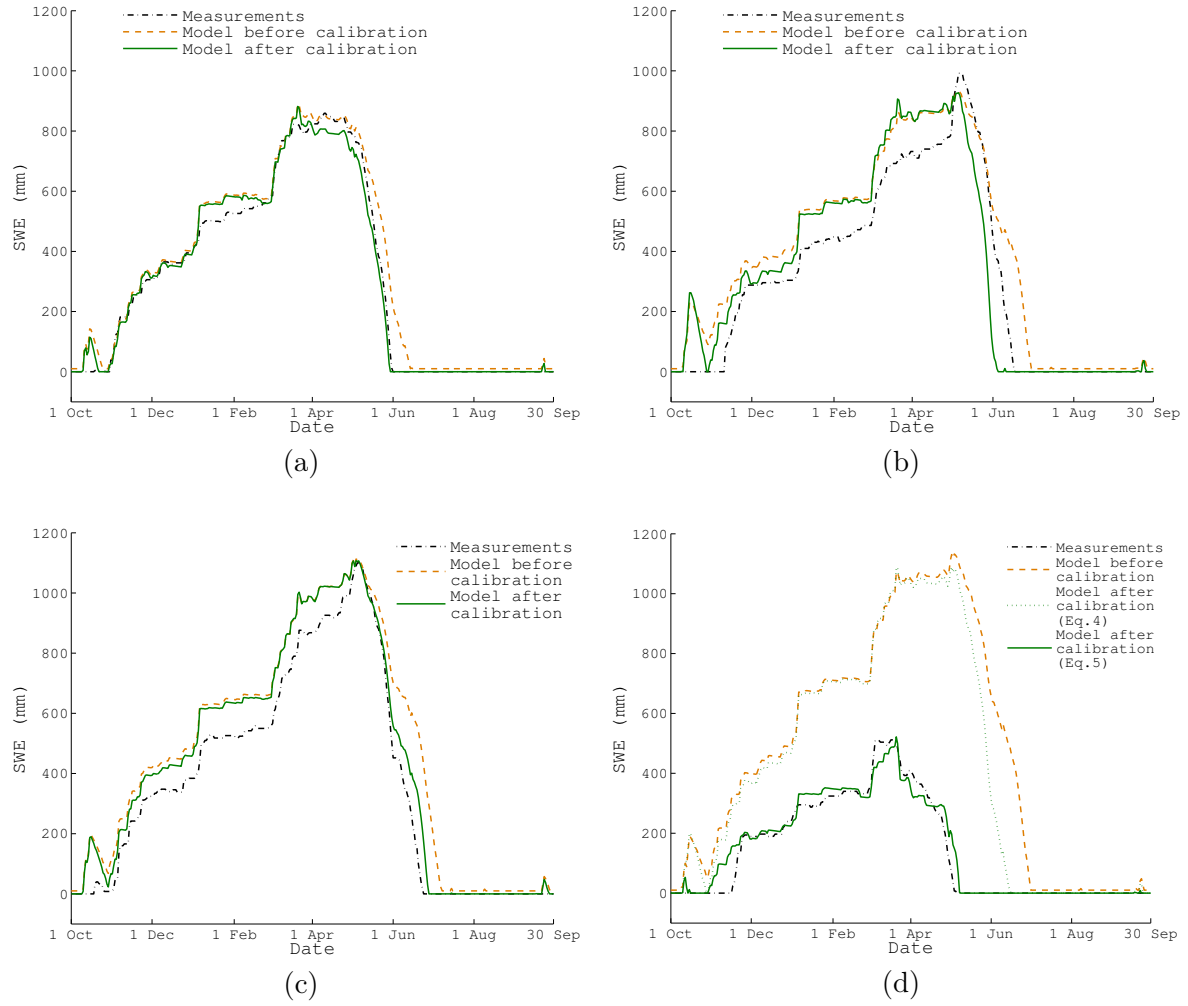 1200
1000
800
600
400
200
0
SWE (mm)
Measurements
Model before calibration
Model after calibration
1 Oct 1 Dec 1 Feb 1 Apr 1 Jun 1 Aug 30 Sep
Date
(a)
1200
1000
800
600
400
200
0
SWE (mm)
Measurements
Model before calibration
Model after calibration
1 Oct 1 Dec 1 Feb 1 Apr 1 Jun 1 Aug 30 Sep
Date
(b)
1200
1000
800
600
400
200
0
SWE (mm)
Measurements
Model before
calibration
Model after
calibration
1 Oct 1 Dec 1 Feb 1 Apr 1 Jun 1 Aug 30 Sep
Date
(c)
1200
1000
800
600
400
200
0
SWE (mm)
Measurements
Model before
calibration
Model after
calibration
(Eq.4)
Model after
calibration
(Eq.5)
1 Oct 1 Dec 1 Feb 1 Apr 1 Jun 1 Aug 30 Sep
Date
(d)